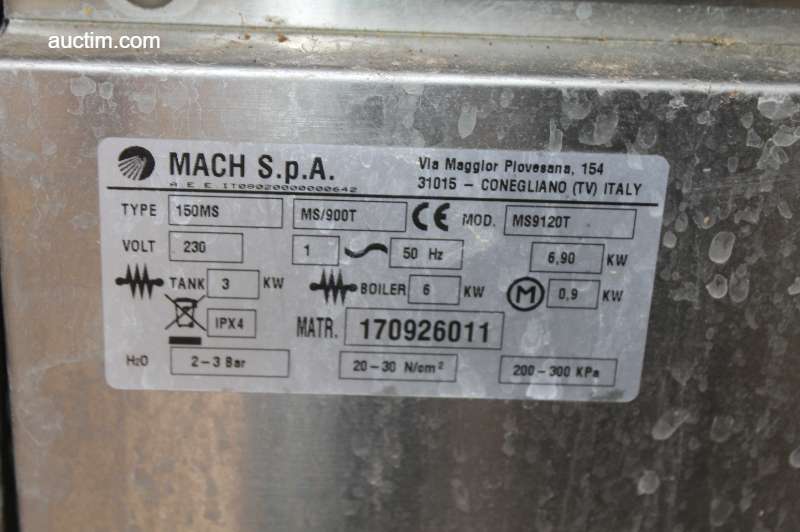 auctim.com
MACH S.p.A. Via Maggior Piovesana, 154
A E E IT08020000000642 31015 – CONEGLIANO (TV) ITALY
TYPE 150MS MS/900T CE MOD. MS9120T
VOLT 230 1 ~ 50 Hz 6,90 KW
TANK 3 KW BOILER 6 KW M 0,9 KW
IPX4 MATR. 170926011
H2O 2–3 Bar 20–30 N/cm² 200–300 KPa